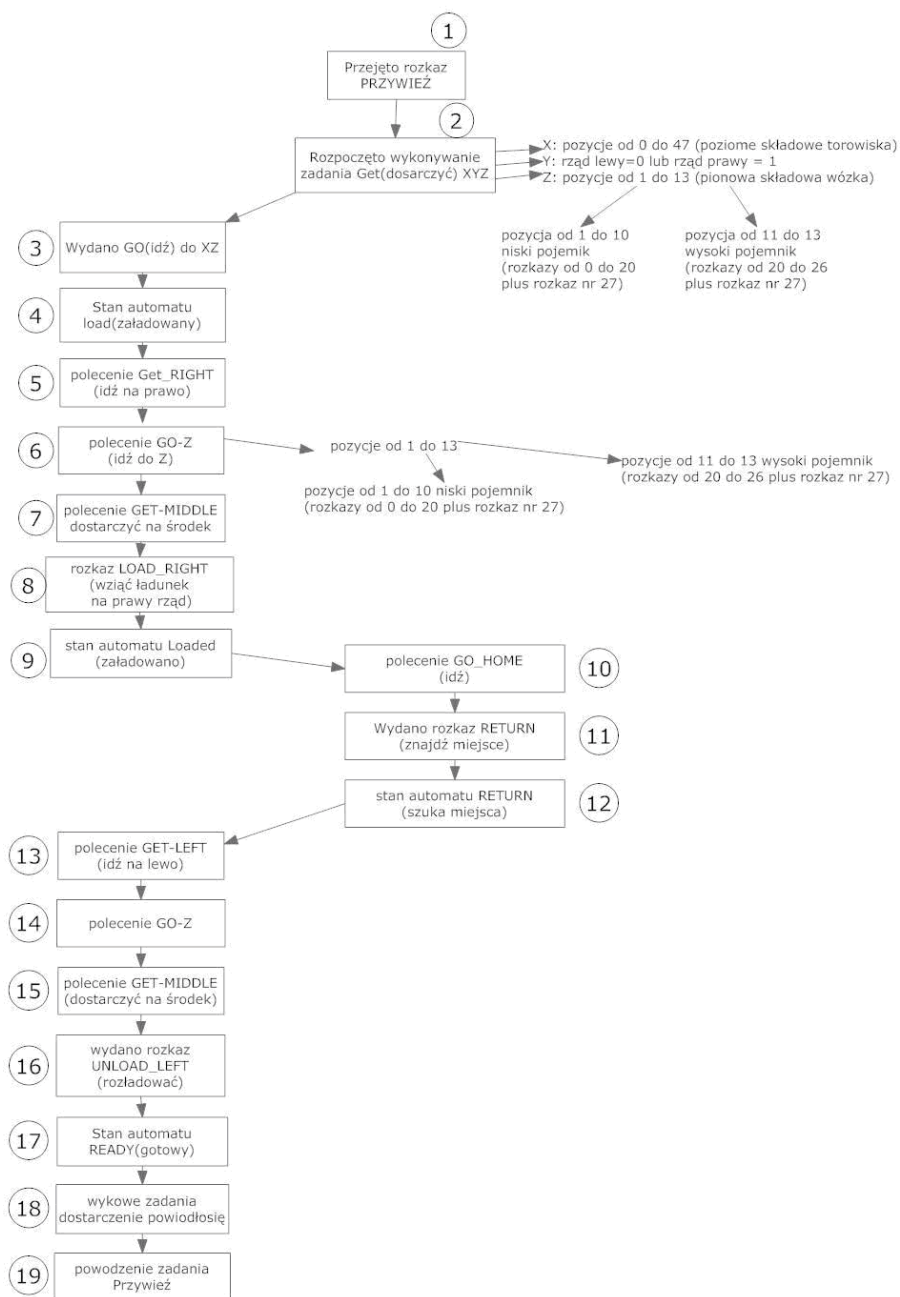 1
Przejęto rozkaz
PRZYWIEŹ
2
Rozpoczęto wykonywanie
zadania Get(dosarczyć) XYZ
X: pozycje od 0 do 47 (poziome składowe torowiska)
Y: rząd lewy=0 lub rząd prawy = 1
Z: pozycje od 1 do 13 (pionowa składowa wózka)
pozycja od 1 do 10
niski pojemik
(rozkazy od 0 do 20
plus rozkaz nr 27)
pozycja od 11 do 13
wysoki pojemnik
(rozkazy od 20 do 26
plus rozkaz nr 27)
3
Wydano GO(idź) do XZ
4
Stan automatu
load(załadowany)
5
polecenie Get_RIGHT
(idź na prawo)
6
polecenie GO-Z
(idź do Z)
pozycje od 1 do 13
pozycje od 11 do 13 wysoki pojemnik
(rozkazy od 20 do 26 plus rozkaz nr 27)
pozycje od 1 do 10 niski pojemnik
(rozkazy od 0 do 20 plus rozkaz nr 27)
7
polecenie GET-MIDDLE
dostarczyć na środek
8
rozkaz LOAD_RIGHT
(wziąć ładunek
na prawy rząd)
9
stan automatu Loaded
(załadowano)
10
polecenie GO_HOME
(idź)
11
Wydano rozkaz RETURN
(znajdź miejsce)
12
stan automatu RETURN
(szuka miejsca)
13
polecenie GET-LEFT
(idź na lewo)
14
polecenie GO-Z
15
polecenie GET-MIDDLE
(dostarczyć na środek)
16
wydano rozkaz
UNLOAD_LEFT
(rozładować)
17
Stan automatu
READY(gotowy)
18
wykowe zadania
dostarczenie powiodłosię
19
powodzenie zadania
Przywieź